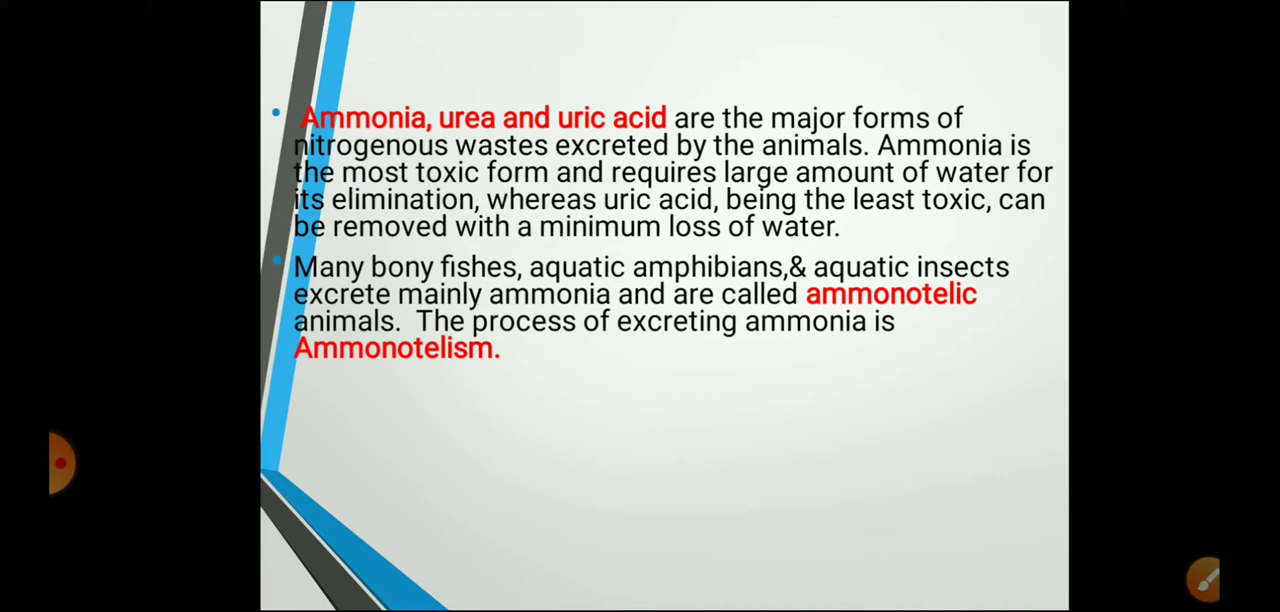 Ammonia, urea and uric acid are the major forms of
nitrogenous wastes excreted by the animals. Ammonia is
the most toxic form and requires large amount of water for
its elimination, whereas uric acid, being the least toxic, can
be removed with a minimum loss of water.
Many bony fishes, aquatic amphibians,& aquatic insects
excrete mainly ammonia and are called ammonotelic
animals. The process of excreting ammonia is
Ammonotelism.